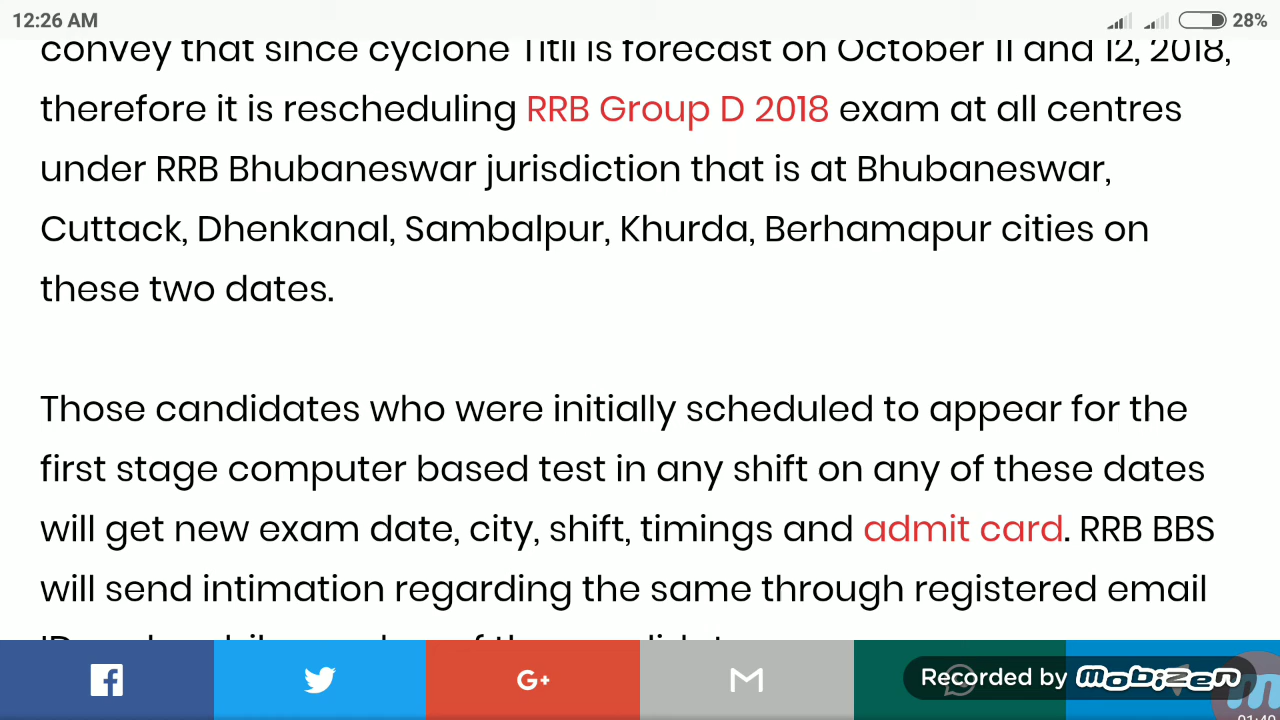 12:26 AM
28%
convey that since cyclone Titli is forecast on October 11 and 12, 2018,
therefore it is rescheduling RRB Group D 2018 exam at all centres
under RRB Bhubaneswar jurisdiction that is at Bhubaneswar,
Cuttack, Dhenkanal, Sambalpur, Khurda, Berhamapur cities on
these two dates.
Those candidates who were initially scheduled to appear for the
first stage computer based test in any shift on any of these dates
will get new exam date, city, shift, timings and admit card. RRB BBS
will send intimation regarding the same through registered email
G+
Recorded by mobizen